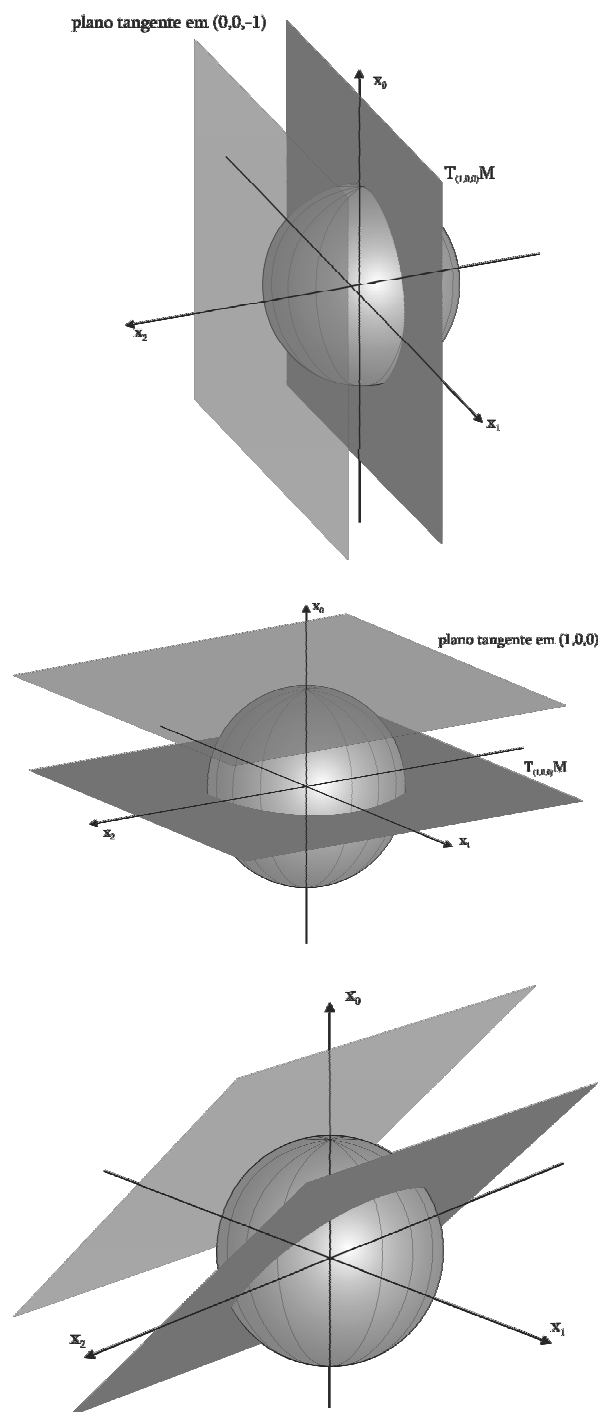 plano tangente em (0,0,-1)
x₀
T₍₁,₀,₀₎M
x₂
x₁
x₀
plano tangente em (1,0,0)
T₍₁,₀,₀₎M
x₂
x₁
x₀
x₂
x₁